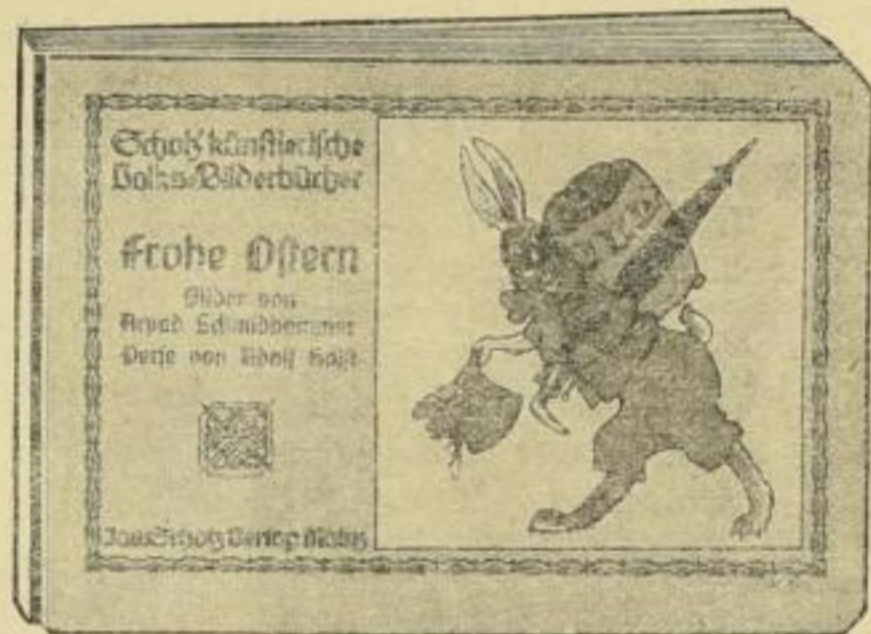 Scholz' künstlerische
Volks-Bilderbücher
Frohe Ostern
Bilder von
Arpad Schmidhammer
Verse von Adolf Holst
Jos. Scholz Verlag Mainz